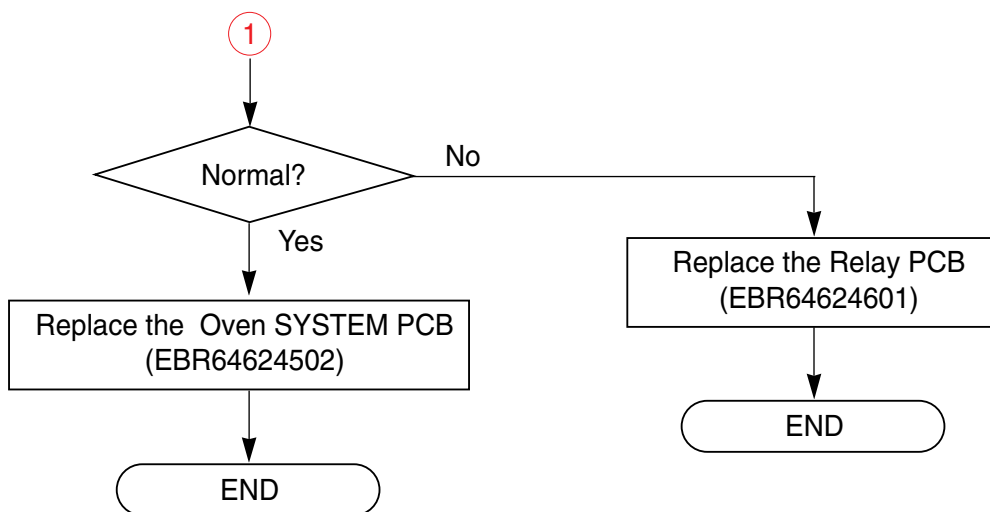 1
Normal?
No
Yes
Replace the Relay PCB
(EBR64624601)
Replace the Oven SYSTEM PCB
(EBR64624502)
END
END